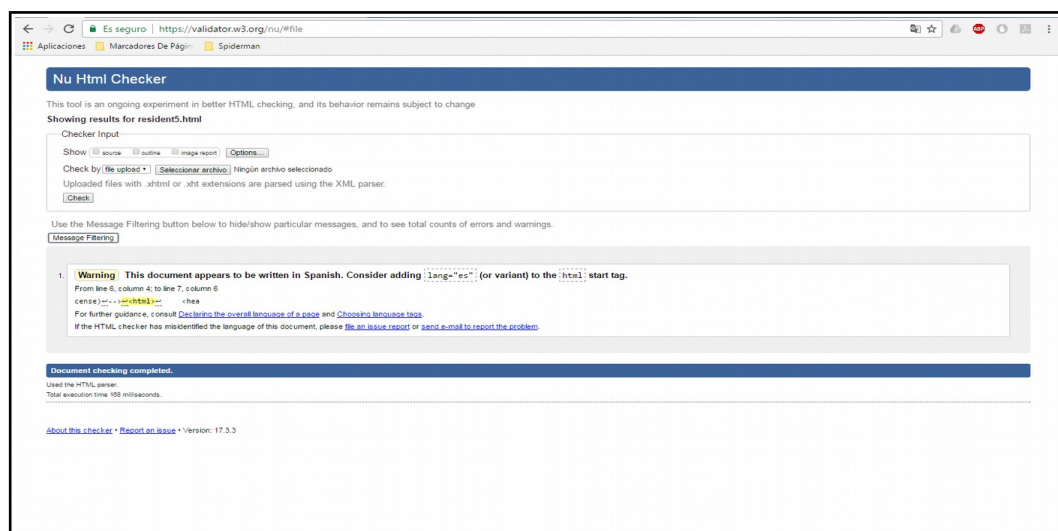 Es seguro | https://validator.w3.org/nu/#file
Aplicaciones Marcadores De Págin Spiderman
ABP
Nu Html Checker
This tool is an ongoing experiment in better HTML checking, and its behavior remains subject to change
Showing results for resident5.html
Checker Input
Show source outline image report Options...
Check by file upload Seleccionar archivo Ningún archivo seleccionado
Uploaded files with .xhtml or .xht extensions are parsed using the XML parser.
Check
Use the Message Filtering button below to hide/show particular messages, and to see total counts of errors and warnings.
Message Filtering
1. Warning This document appears to be written in Spanish. Consider adding lang="es" (or variant) to the html start tag.
From line 6, column 4; to line 7, column 6
cense)↩-->↩<html>↩ <hea
For further guidance, consult Declaring the overall language of a page and Choosing language tags.
If the HTML checker has misidentified the language of this document, please file an issue report or send e-mail to report the problem.
Document checking completed.
Used the HTML parser.
Total execution time 168 milliseconds.
About this checker • Report an issue • Version: 17.3.3